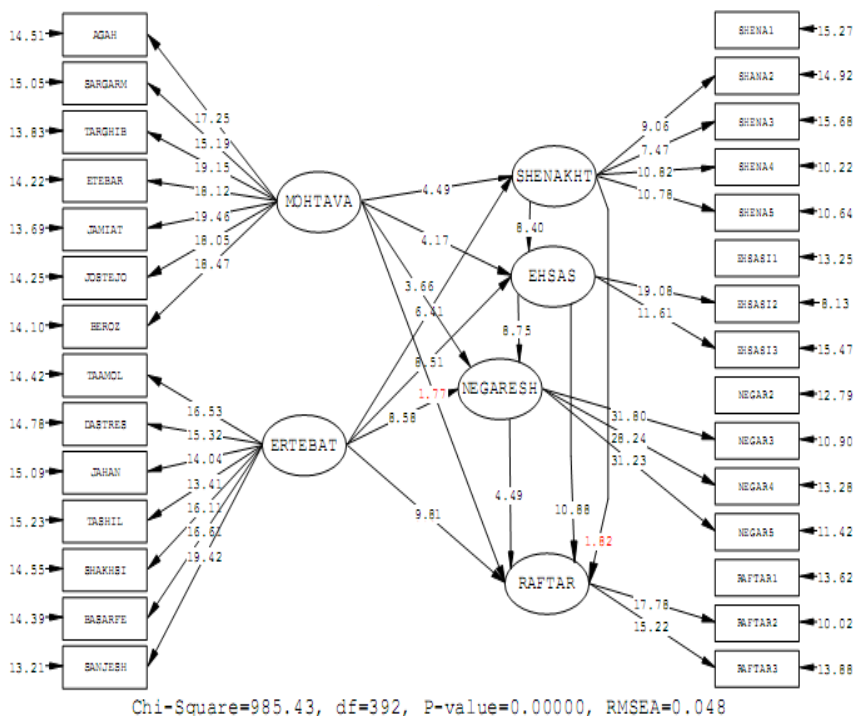 14.51 AGAH
15.05 SARGARM
13.83 TARGHIB
14.22 ETEBAR
13.69 JAMIAT
14.25 JOSTEJO
14.10 HEROZ
14.42 TAAMOL
14.78 DASTRES
15.09 JAHAN
15.23 TASHIL
14.55 SHAKHSI
14.39 BASARFE
13.21 SANJESH
17.25
15.19
19.15
18.12
19.46
18.05
18.47
16.53
15.32
14.04
13.41
16.11
16.61
19.42
MOHTAVA
ERTEBAT
4.49
4.17
3.66
6.41
8.51
1.77
8.58
9.81
SHENAKHT
8.40
EHSAS
8.75
NEGARESH
4.49
10.88
1.82
RAFTAR
9.06
7.47
10.82
10.78
19.08
11.61
31.80
28.24
31.23
17.78
15.22
SHENA1 15.27
SHANA2 14.92
SHENA3 15.68
SHENA4 10.22
SHENA5 10.64
EHSASI1 13.25
EHSASI2 8.13
EHSASI3 15.47
NEGAR2 12.79
NEGAR3 10.90
NEGAR4 13.28
NEGAR5 11.42
RAFTAR1 13.62
RAFTAR2 10.02
RAFTAR3 13.88
Chi-Square=985.43, df=392, P-value=0.00000, RMSEA=0.048